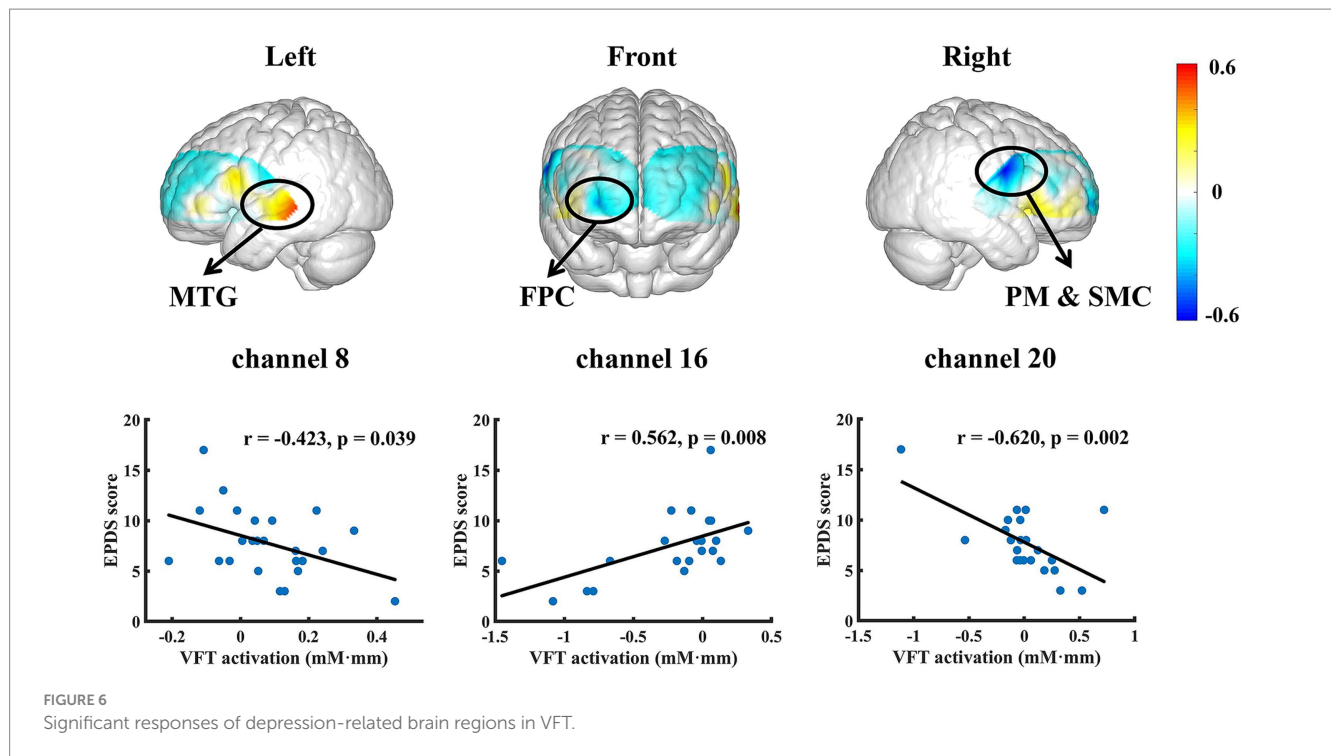 Left
Front
Right
0.6
0
-0.6
MTG
FPC
PM & SMC
channel 8
channel 16
channel 20
20
15
10
5
0
EPDS score
r = -0.423, p = 0.039
-0.2
0
0.2
0.4
VFT activation (mM·mm)
20
15
10
5
0
EPDS score
r = 0.562, p = 0.008
-1.5
-1
-0.5
0
0.5
VFT activation (mM·mm)
20
15
10
5
0
EPDS score
r = -0.620, p = 0.002
-1.5
-1
-0.5
0
0.5
1
VFT activation (mM·mm)
FIGURE 6
Significant responses of depression-related brain regions in VFT.